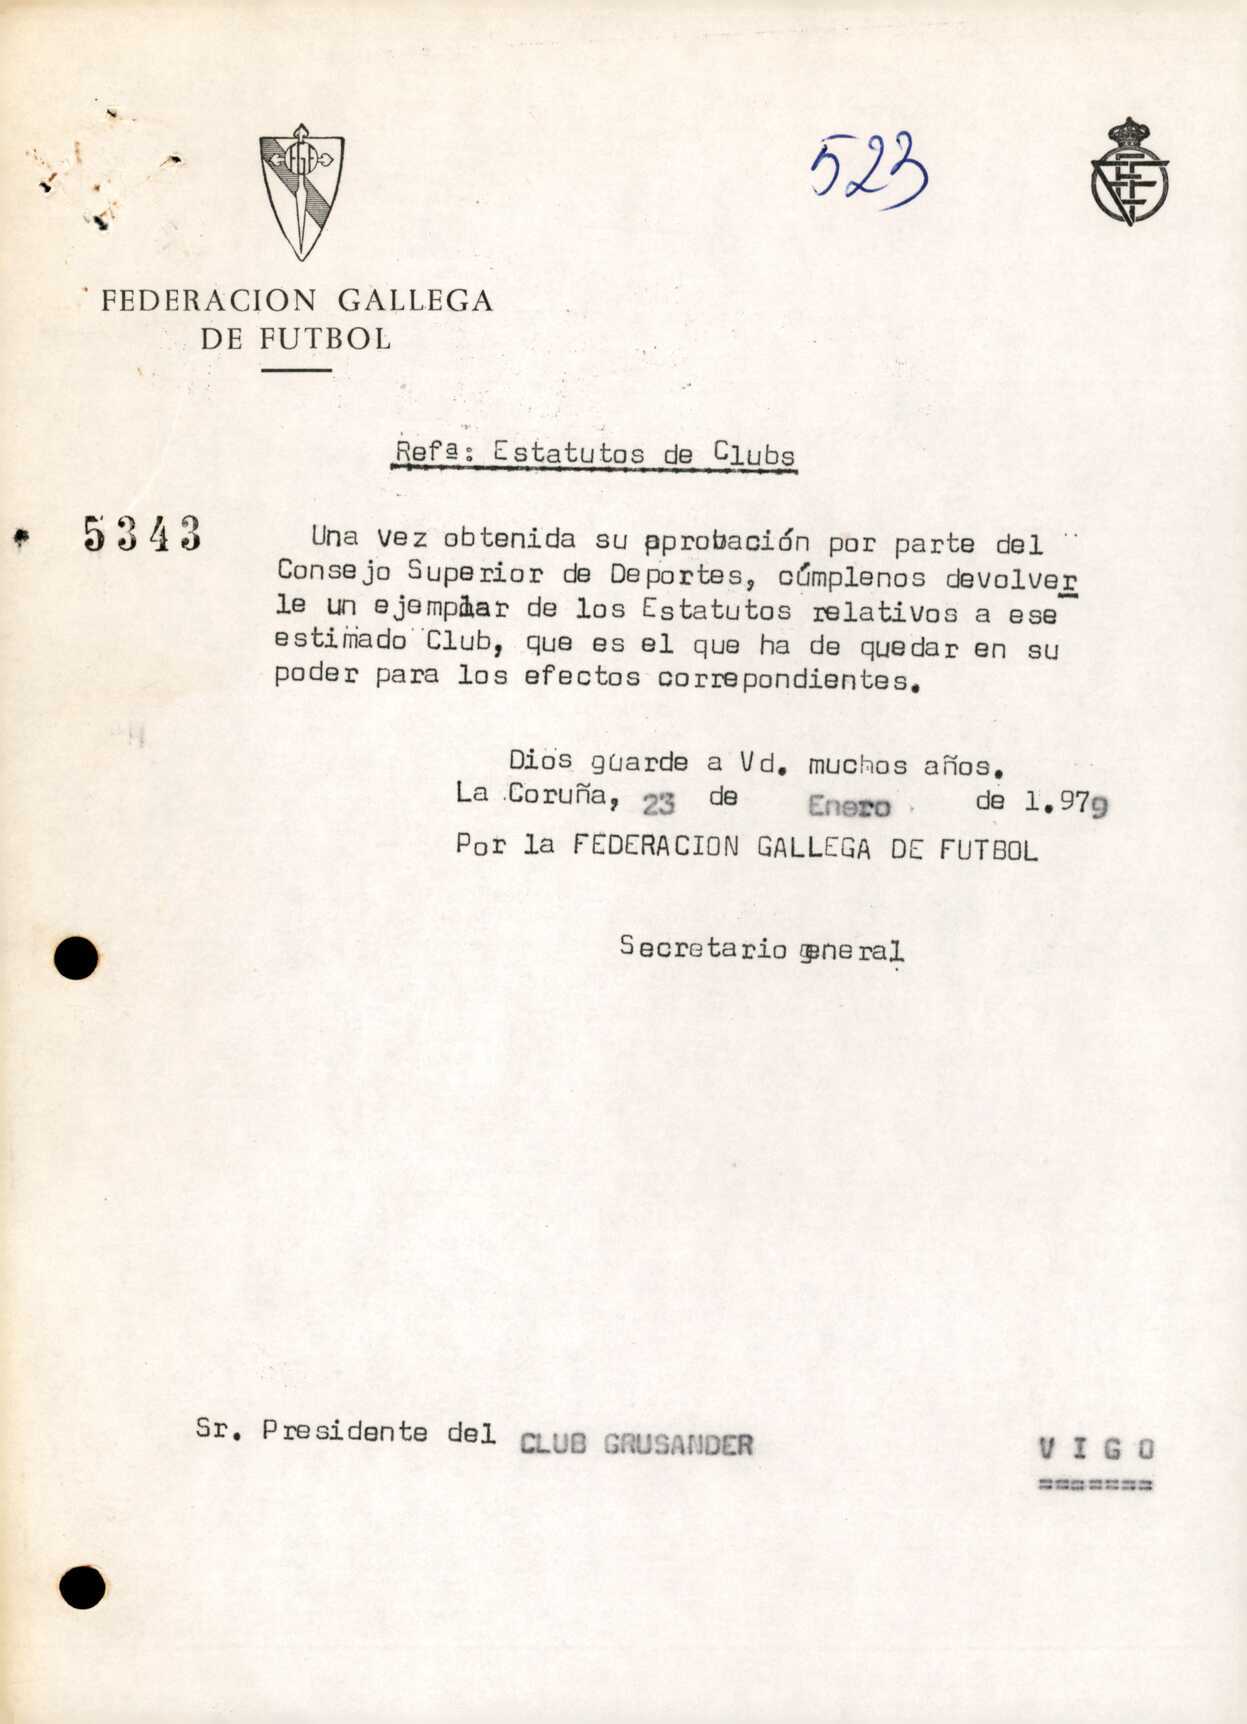 523
FEDERACION GALLEGA
DE FUTBOL
Refª: Estatutos de Clubs
5343
Una vez obtenida su aprobación por parte del
Consejo Superior de Deportes, cúmplenos devolver
le un ejemplar de los Estatutos relativos a ese
estimado Club, que es el que ha de quedar en su
poder para los efectos correpondientes.
Dios guarde a Vd. muchos años.
La Coruña, 23 de Enero de 1.979
Por la FEDERACION GALLEGA DE FUTBOL
Secretario general
Sr. Presidente del CLUB GRUSANDER
V I G O
=======